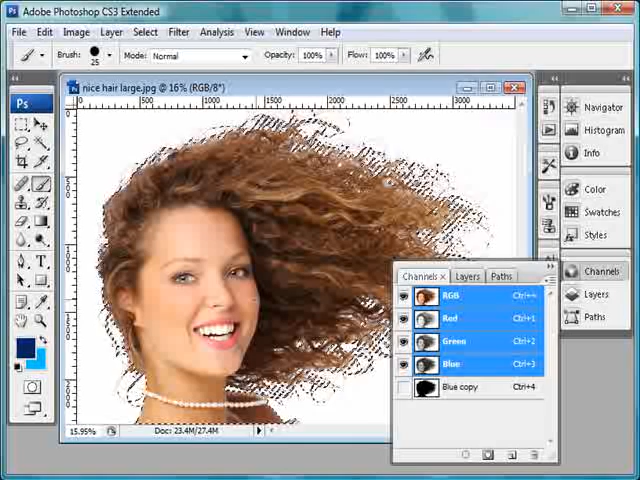 Adobe Photoshop CS3 Extended
File Edit Image Layer Select Filter Analysis View Window Help
Brush: 25 Mode: Normal Opacity: 100% Flow: 100%
nice hair large.jpg @ 16% (RGB/8*)
Ps
0 500 1000 1500 2000 2500 3000
Navigator
Histogram
Info
Color
Swatches
Styles
Channels
Layers
Paths
Channels × Layers Paths
RGB
Red Ctrl+1
Green Ctrl+2
Blue Ctrl+3
Blue copy Ctrl+4
15.95% Doc: 23.4M/27.4M